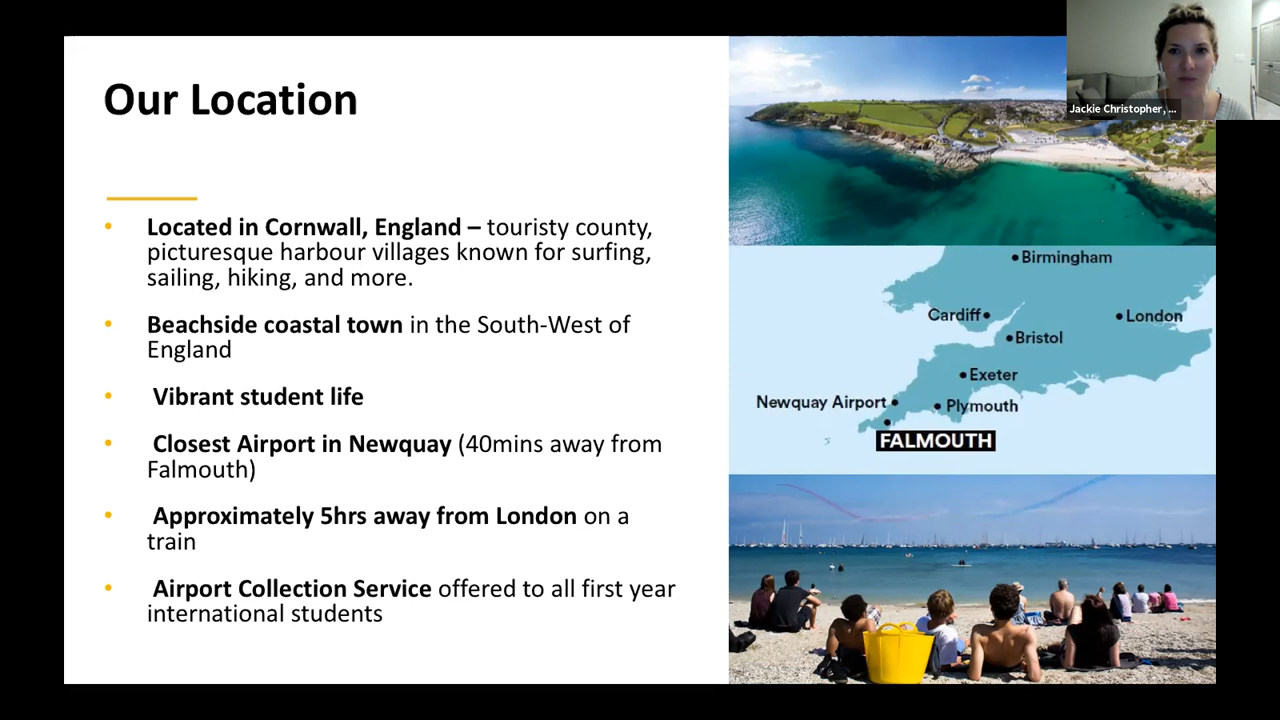 Our Location
• Located in Cornwall, England – touristy county,
picturesque harbour villages known for surfing,
sailing, hiking, and more.
• Beachside coastal town in the South-West of
England
• Vibrant student life
• Closest Airport in Newquay (40mins away from
Falmouth)
• Approximately 5hrs away from London on a
train
• Airport Collection Service offered to all first year
international students
Jackie Christopher, ...
Birmingham
Cardiff
London
Bristol
Exeter
Newquay Airport
Plymouth
FALMOUTH